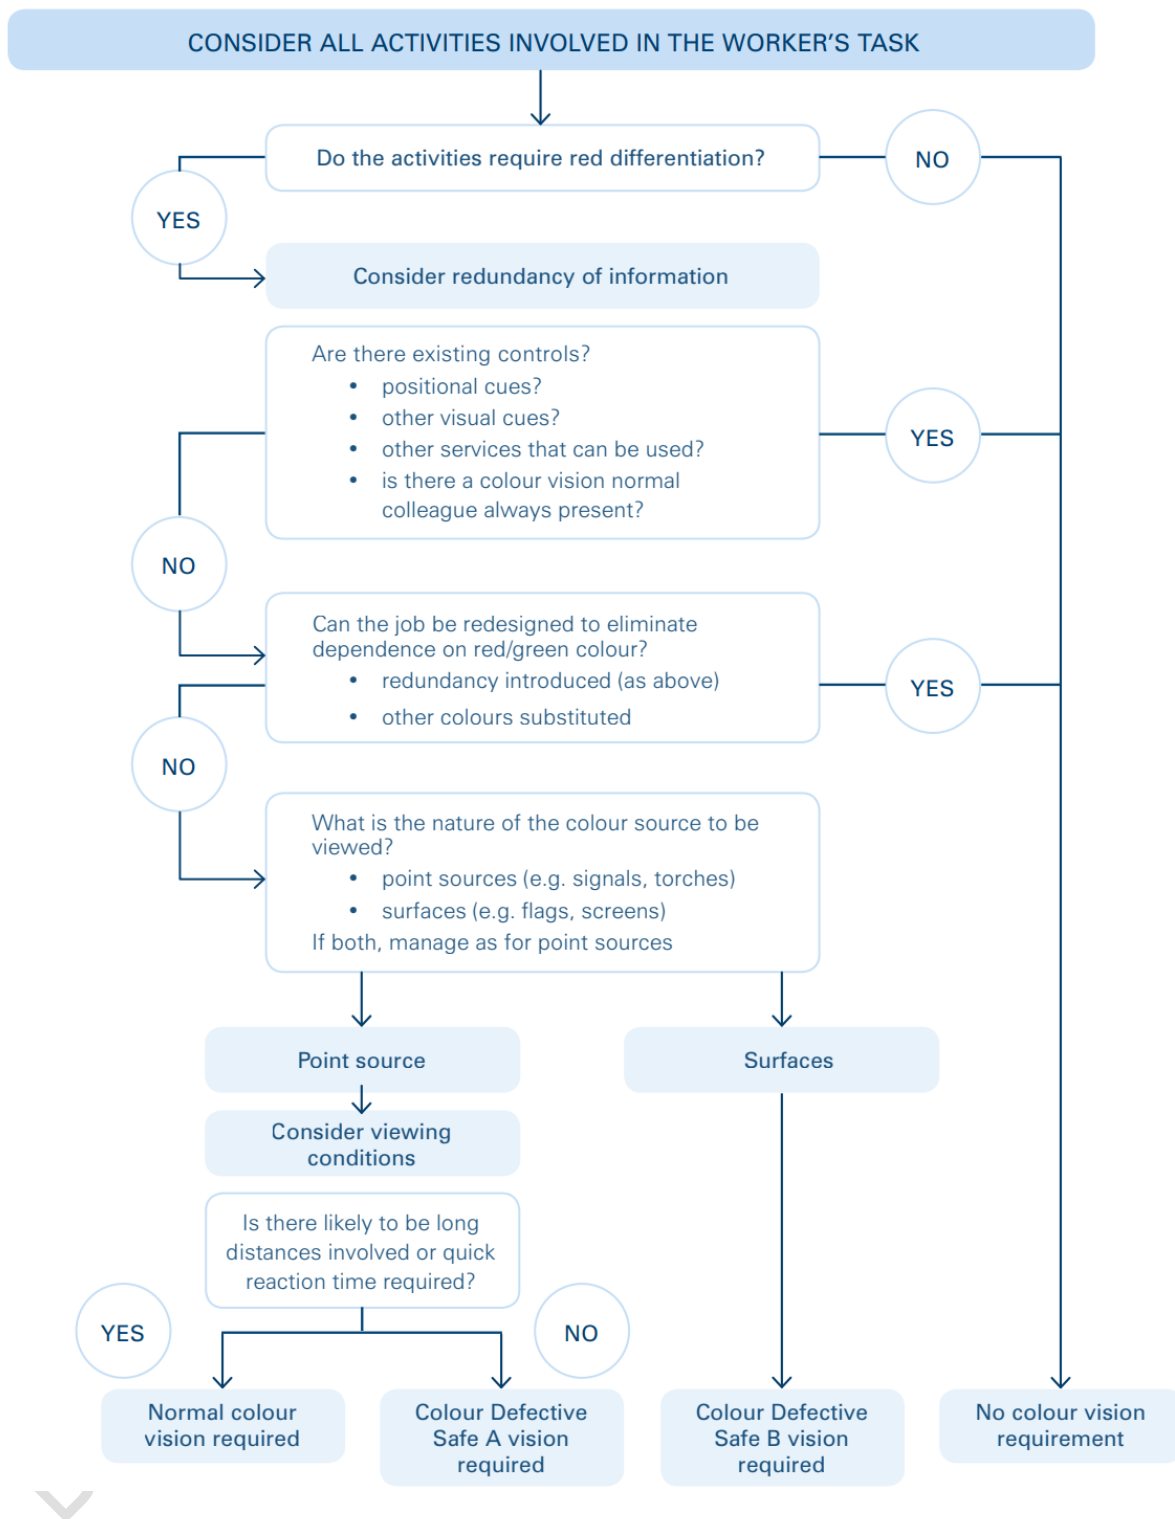 CONSIDER ALL ACTIVITIES INVOLVED IN THE WORKER'S TASK
Do the activities require red differentiation?
NO
YES
Consider redundancy of information
Are there existing controls?
• positional cues?
• other visual cues?
• other services that can be used?
• is there a colour vision normal
colleague always present?
YES
NO
Can the job be redesigned to eliminate
dependence on red/green colour?
• redundancy introduced (as above)
• other colours substituted
YES
NO
What is the nature of the colour source to be
viewed?
• point sources (e.g. signals, torches)
• surfaces (e.g. flags, screens)
If both, manage as for point sources
Point source
Surfaces
Consider viewing
conditions
Is there likely to be long
distances involved or quick
reaction time required?
YES
NO
Normal colour
vision required
Colour Defective
Safe A vision
required
Colour Defective
Safe B vision
required
No colour vision
requirement